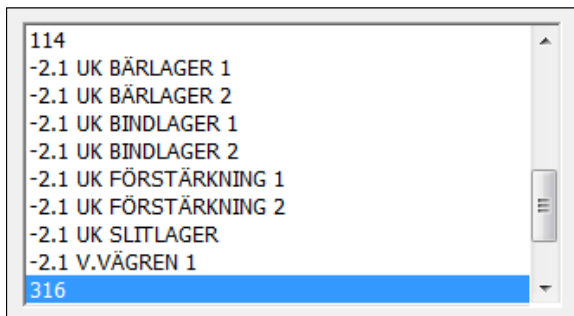 114
-2.1 UK BÄRLAGER 1
-2.1 UK BÄRLAGER 2
-2.1 UK BINDLAGER 1
-2.1 UK BINDLAGER 2
-2.1 UK FÖRSTÄRKNING 1
-2.1 UK FÖRSTÄRKNING 2
-2.1 UK SLITLAGER
-2.1 V.VÄGREN 1
316